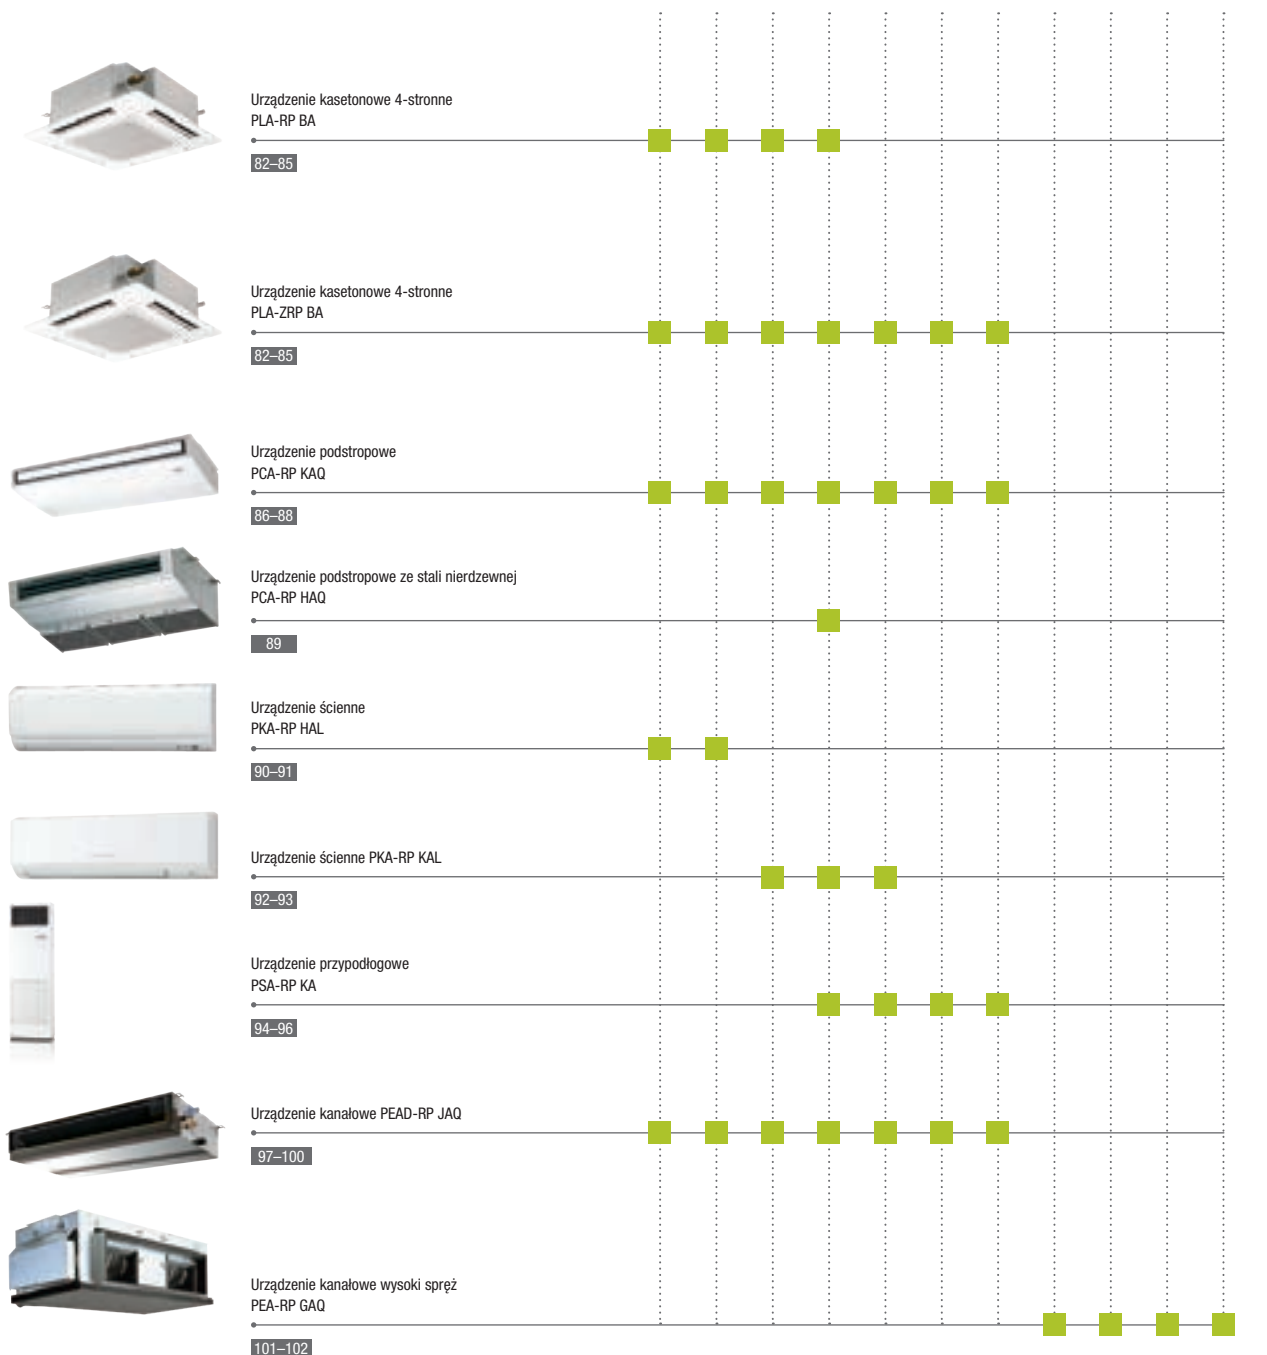 Urządzenie kasetonowe 4-stronne
PLA-RP BA
82–85
Urządzenie kasetonowe 4-stronne
PLA-ZRP BA
82–85
Urządzenie podstropowe
PCA-RP KAQ
86–88
Urządzenie podstropowe ze stali nierdzewnej
PCA-RP HAQ
89
Urządzenie ścienne
PKA-RP HAL
90–91
Urządzenie ścienne PKA-RP KAL
92–93
Urządzenie przypodłogowe
PSA-RP KA
94–96
Urządzenie kanałowe PEAD-RP JAQ
97–100
Urządzenie kanałowe wysoki spręż
PEA-RP GAQ
101–102